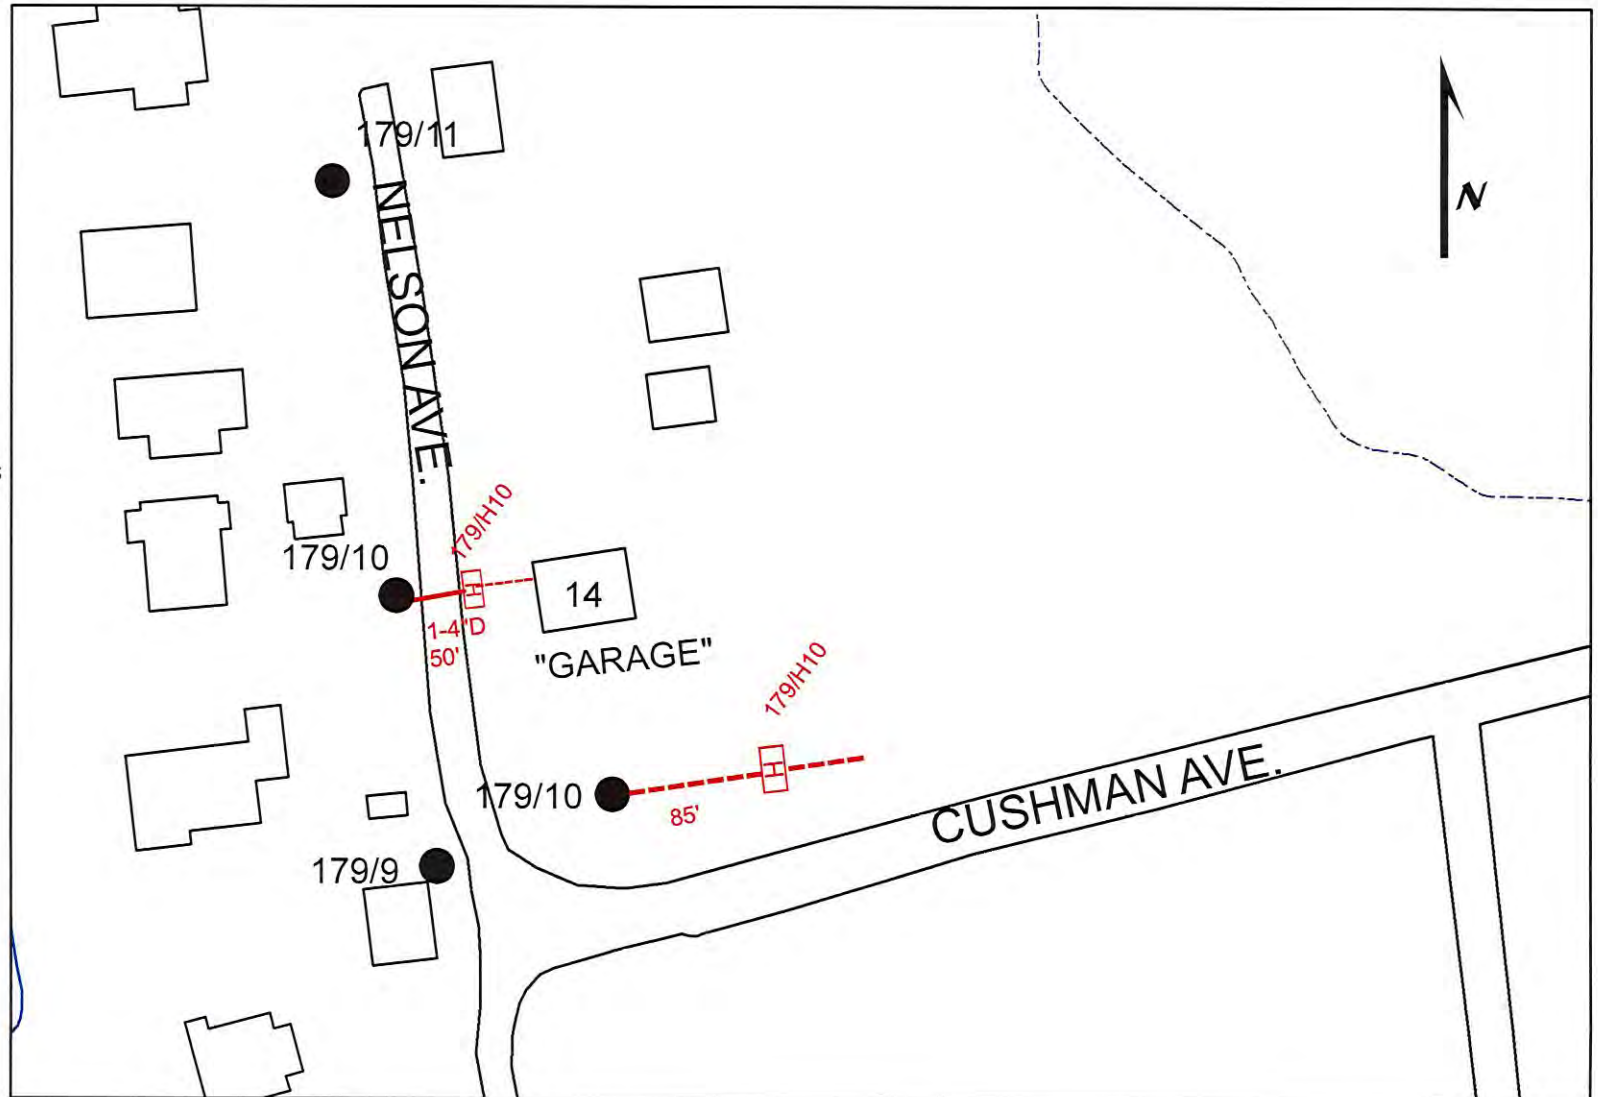 179/11
N
NELSON AVE.
179/H10
179/10
14
1-4"D
50'
"GARAGE"
179/H10
179/10
85'
CUSHMAN AVE.
179/9